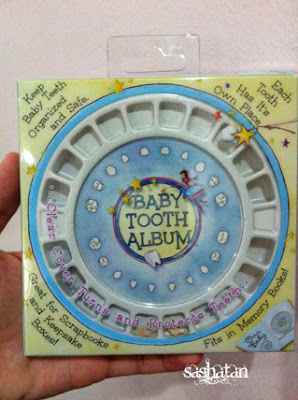 Keep
Baby Teeth
Organized
and Safe.
Each
Tooth
Has It's
Own Place!
BABY
TOOTH
ALBUM
Clear Cover Turns and Protects Teeth...
Great for Scrapbooks
and Keepsake
Boxes!
Fits in Memory Books!
sashatan